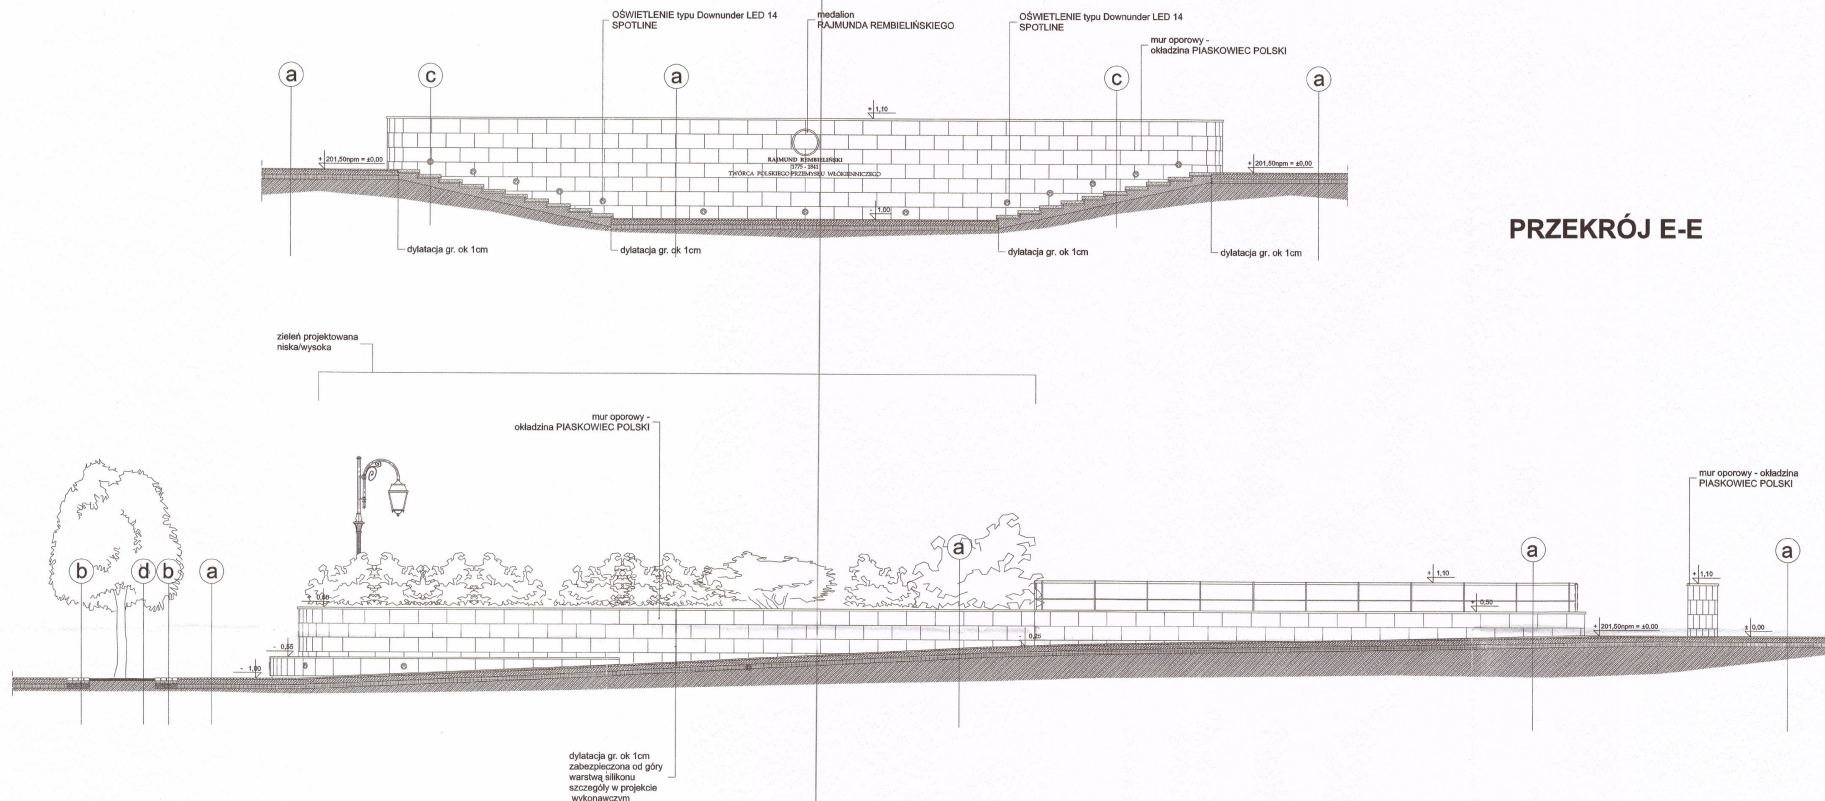 OŚWIETLENIE typu Downunder LED 14
SPOTLINE
medalion
RAJMUNDA REMBIELIŃSKIEGO
OŚWIETLENIE typu Downunder LED 14
SPOTLINE
mur oporowy -
okładzina PIASKOWIEC POLSKI
a
c
a
c
a
+ 1,10
+ 201,50npm = ±0,00
RAJMUND REMBIELIŃSKI
1775 - 1841
TWÓRCA POLSKIEGO PRZEMYSŁU WŁÓKIENNICZEGO
+ 201,50npm = ±0,00
- 1,00
dylatacja gr. ok 1cm
dylatacja gr. ok 1cm
dylatacja gr. ok 1cm
dylatacja gr. ok 1cm
PRZEKRÓJ E-E
zieleń projektowana
niska/wysoka
mur oporowy -
okładzina PIASKOWIEC POLSKI
mur oporowy - okładzina
PIASKOWIEC POLSKI
b
d
b
a
a
a
a
+ 1,10
+ 1,10
+ 0,50
+ 201,50npm = ±0,00
± 0,00
- 0,25
- 0,55
- 1,00
dylatacja gr. ok 1cm
zabezpieczona od góry
warstwą silikonu
szczegóły w projekcie
wykonawczym